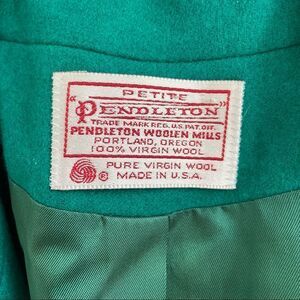 PETITE
"PENDLETON"
TRADE MARK REG. U.S. PAT. OFF.
PENDLETON WOOLEN MILLS
PORTLAND, OREGON
100% VIRGIN WOOL
PURE VIRGIN WOOL
® MADE IN U.S.A.